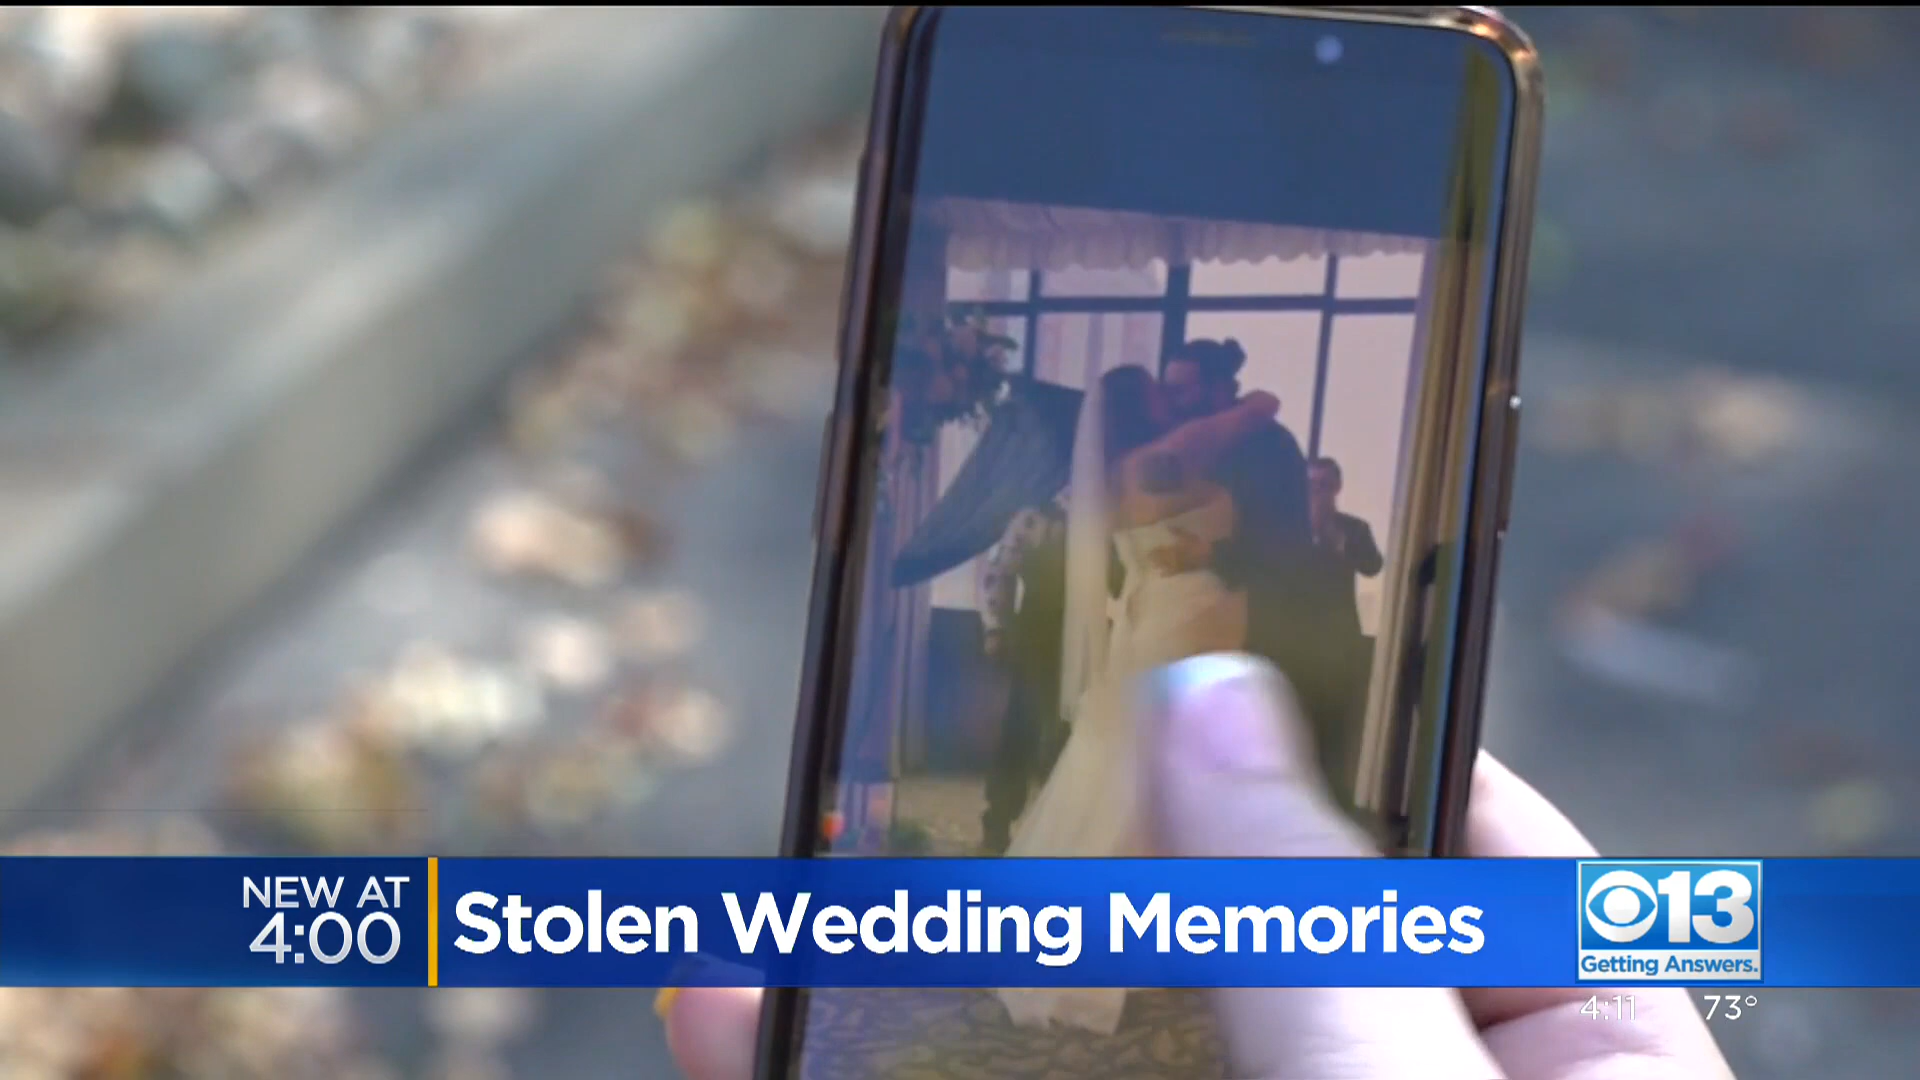 NEW AT
4:00
Stolen Wedding Memories
13
Getting Answers.
4:11 73°